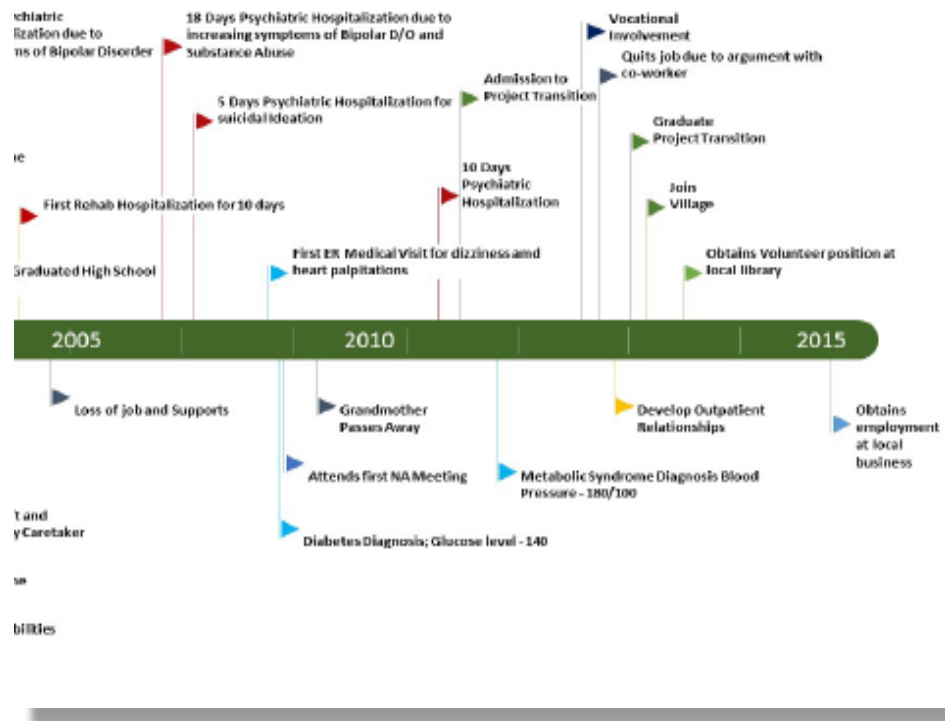 ychiatric
lization due to
ms of Bipolar Disorder
18 Days Psychiatric Hospitalization due to
increasing symptoms of Bipolar D/O and
Substance Abuse
5 Days Psychiatric Hospitalization for
suicidal Ideation
Admission to
Project Transition
Vocational
Involvement
Quits job due to argument with
co-worker
Graduate
Project Transition
ne
First Rehab Hospitalization for 10 days
10 Days
Psychiatric
Hospitalization
Join
Village
Graduated High School
First ER Medical Visit for dizziness amd
heart palpitations
Obtains Volunteer position at
local library
2005
2010
2015
Loss of job and Supports
Grandmother
Passes Away
Develop Outpatient
Relationships
Obtains
employment
at local
business
Attends first NA Meeting
Metabolic Syndrome Diagnosis Blood
Pressure - 180/100
't and
y Caretaker
Diabetes Diagnosis; Glucose level - 140
bilities